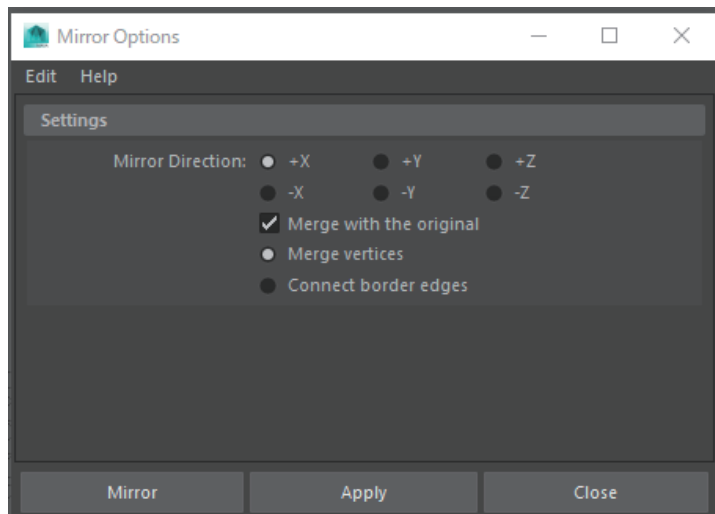 Mirror Options
Edit Help
Settings
Mirror Direction: +X +Y +Z
-X -Y -Z
Merge with the original
Merge vertices
Connect border edges
Mirror Apply Close